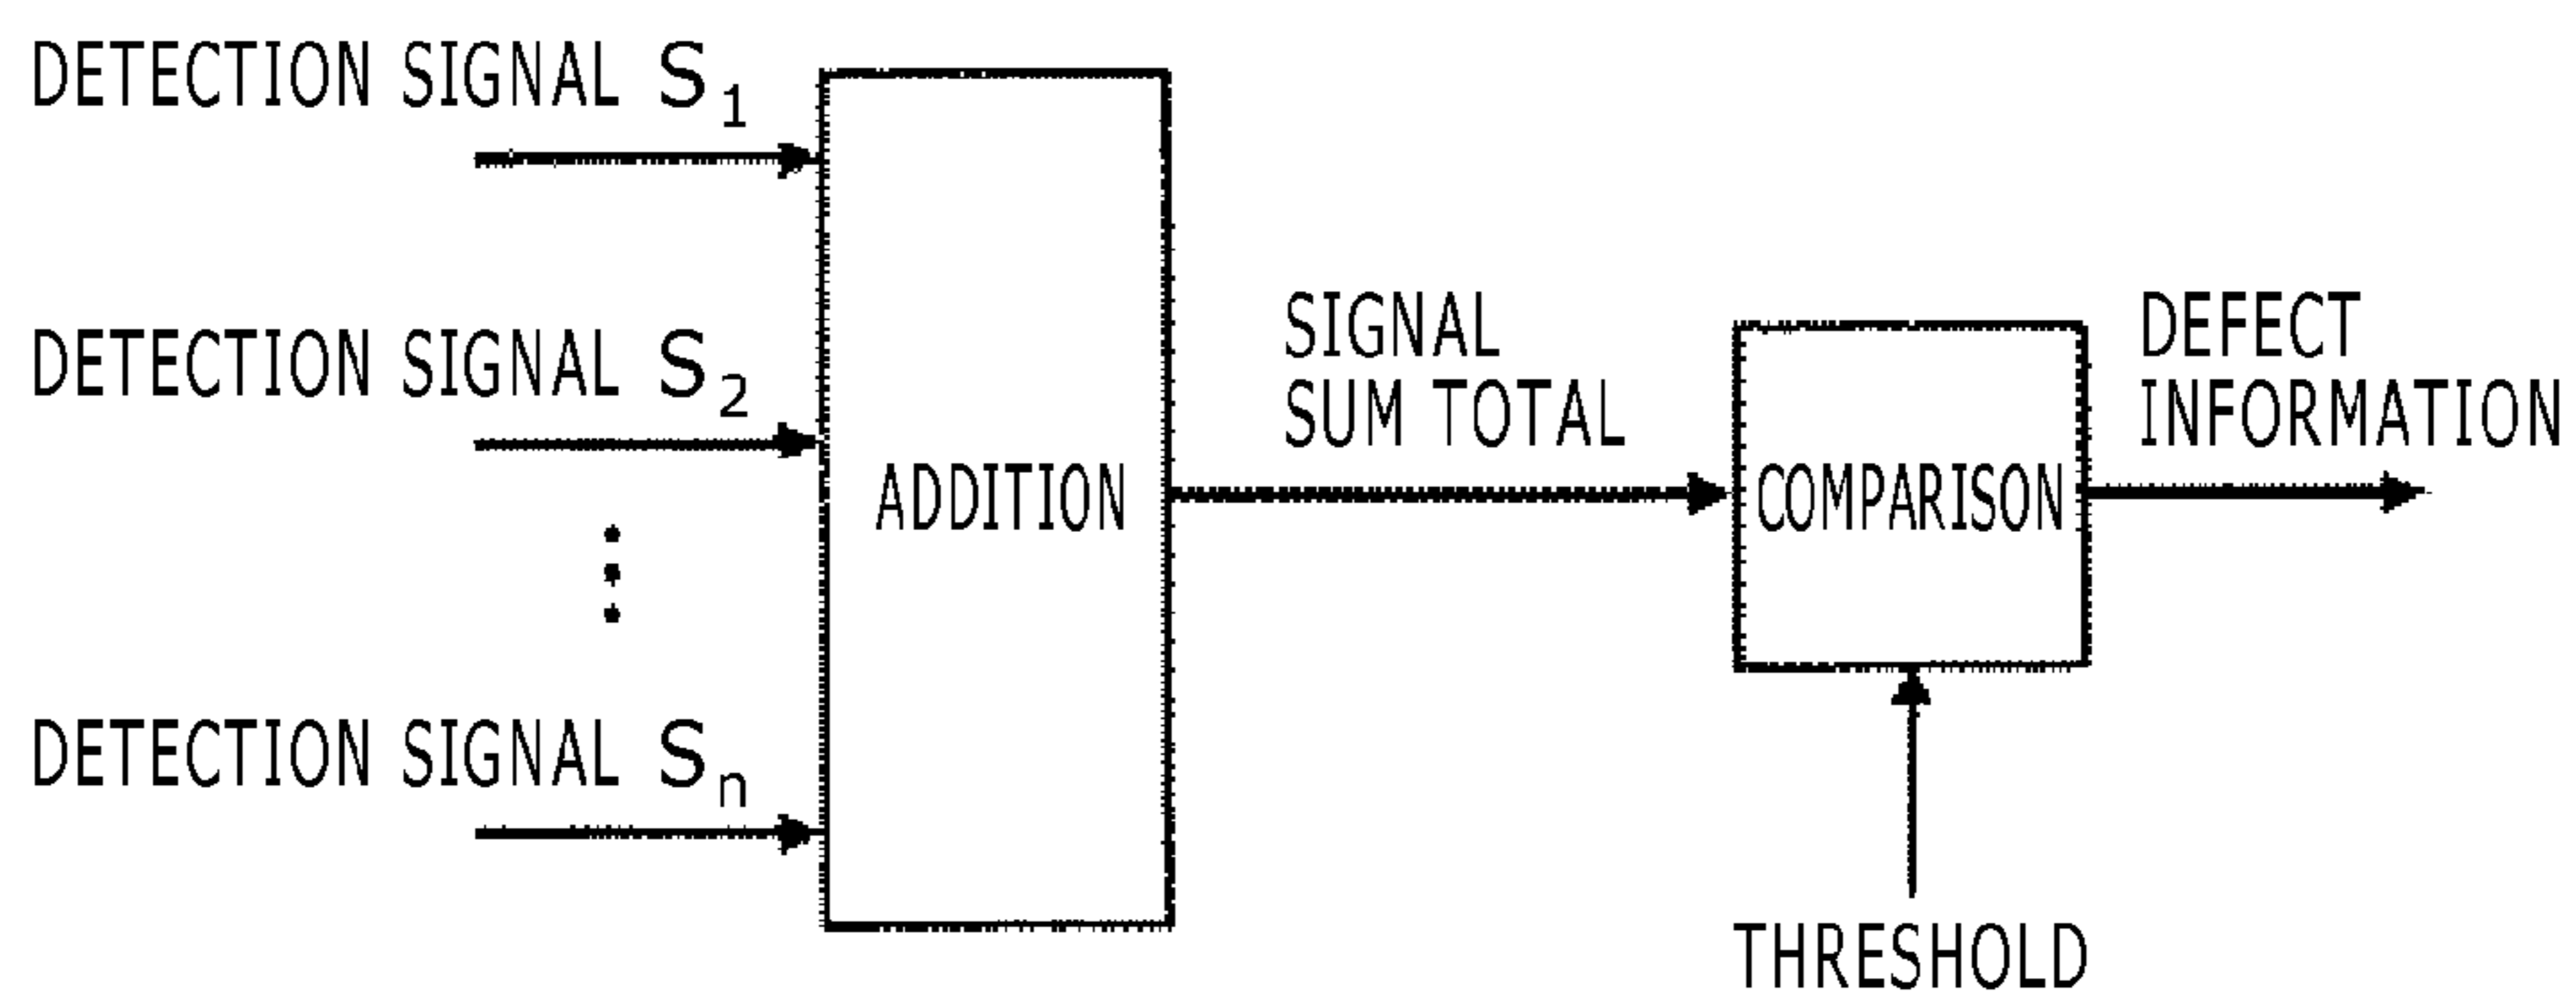 DETECTION SIGNAL S1
DETECTION SIGNAL S2
DETECTION SIGNAL Sn
ADDITION
SIGNAL
SUM TOTAL
COMPARISON
THRESHOLD
DEFECT
INFORMATION